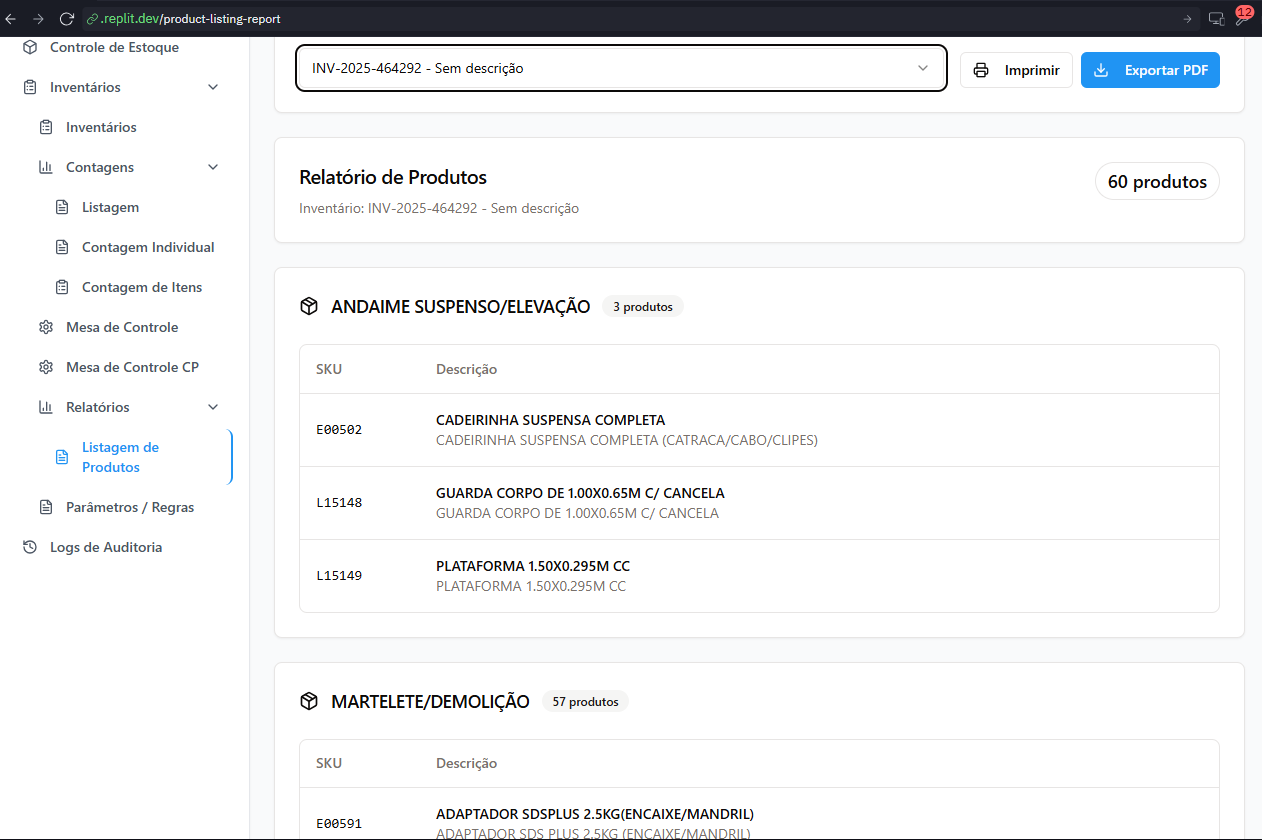 .replit.dev/product-listing-report
12
Controle de Estoque
Inventários
Inventários
Contagens
Listagem
Contagem Individual
Contagem de Itens
Mesa de Controle
Mesa de Controle CP
Relatórios
Listagem de
Produtos
Parâmetros / Regras
Logs de Auditoria
INV-2025-464292 - Sem descrição
Imprimir
Exportar PDF
Relatório de Produtos
60 produtos
Inventário: INV-2025-464292 - Sem descrição
ANDAIME SUSPENSO/ELEVAÇÃO 3 produtos
SKU Descrição
E00502 CADEIRINHA SUSPENSA COMPLETA
CADEIRINHA SUSPENSA COMPLETA (CATRACA/CABO/CLIPES)
L15148 GUARDA CORPO DE 1.00X0.65M C/ CANCELA
GUARDA CORPO DE 1.00X0.65M C/ CANCELA
L15149 PLATAFORMA 1.50X0.295M CC
PLATAFORMA 1.50X0.295M CC
MARTELETE/DEMOLIÇÃO 57 produtos
SKU Descrição
E00591 ADAPTADOR SDSPLUS 2.5KG(ENCAIXE/MANDRIL)
ADAPTADOR SDS PLUS 2.5KG (ENCAIXE/MANDRIL)